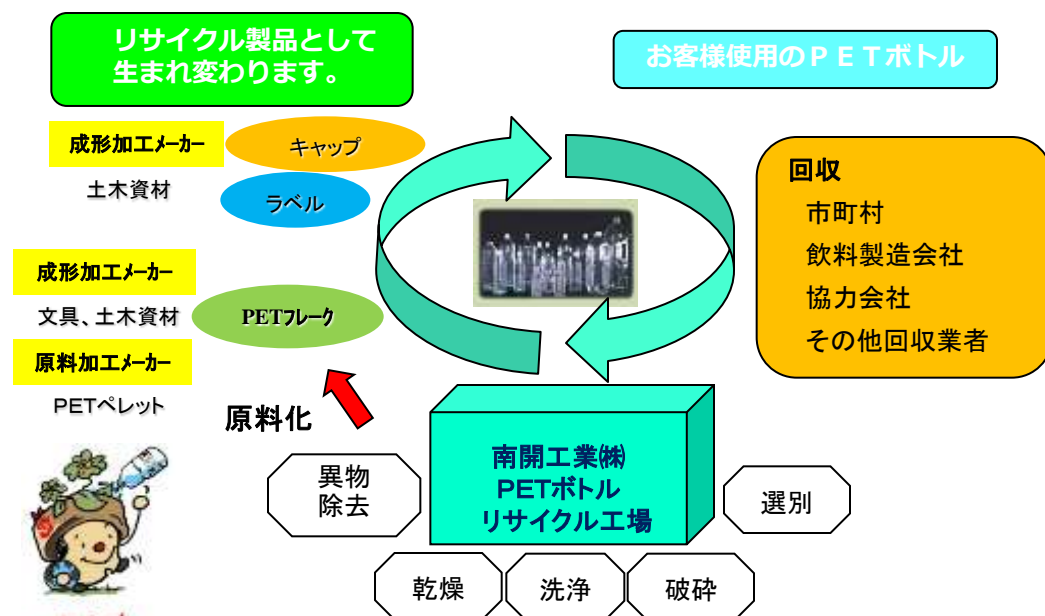 リサイクル製品として
生まれ変わります。
お客様使用のＰＥＴボトル
成形加工メーカー
キャップ
土木資材
ラベル
回収
市町村
飲料製造会社
協力会社
その他回収業者
成形加工メーカー
文具、土木資材
PETフレーク
原料加工メーカー
PETペレット
原料化
南開工業㈱
PETボトル
リサイクル工場
異物
除去
選別
乾燥
洗浄
破砕